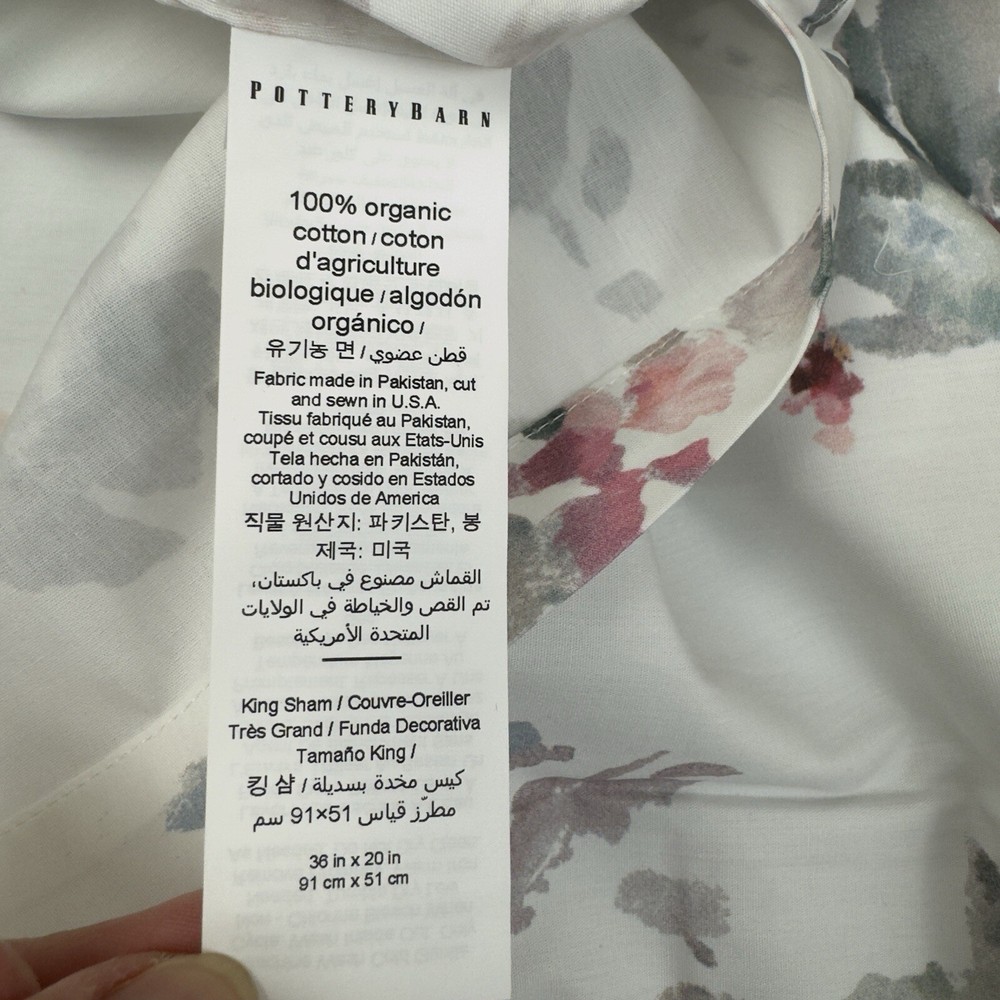 POTTERYBARN
100% organic
cotton / coton
d'agriculture
biologique / algodón
orgánico /
유기농 면 / قطن عضوي
Fabric made in Pakistan, cut
and sewn in U.S.A.
Tissu fabriqué au Pakistan,
coupé et cousu aux Etats-Unis
Tela hecha en Pakistán,
cortado y cosido en Estados
Unidos de America
직물 원산지: 파키스탄, 봉
제국: 미국
القماش مصنوع في باكستان،
تم القص والخياطة في الولايات
المتحدة الأمريكية
King Sham / Couvre-Oreiller
Très Grand / Funda Decorativa
Tamaño King /
킹 샴 / كيس مخدة بسديلة
مطرّز قياس 51×91 سم
36 in x 20 in
91 cm x 51 cm